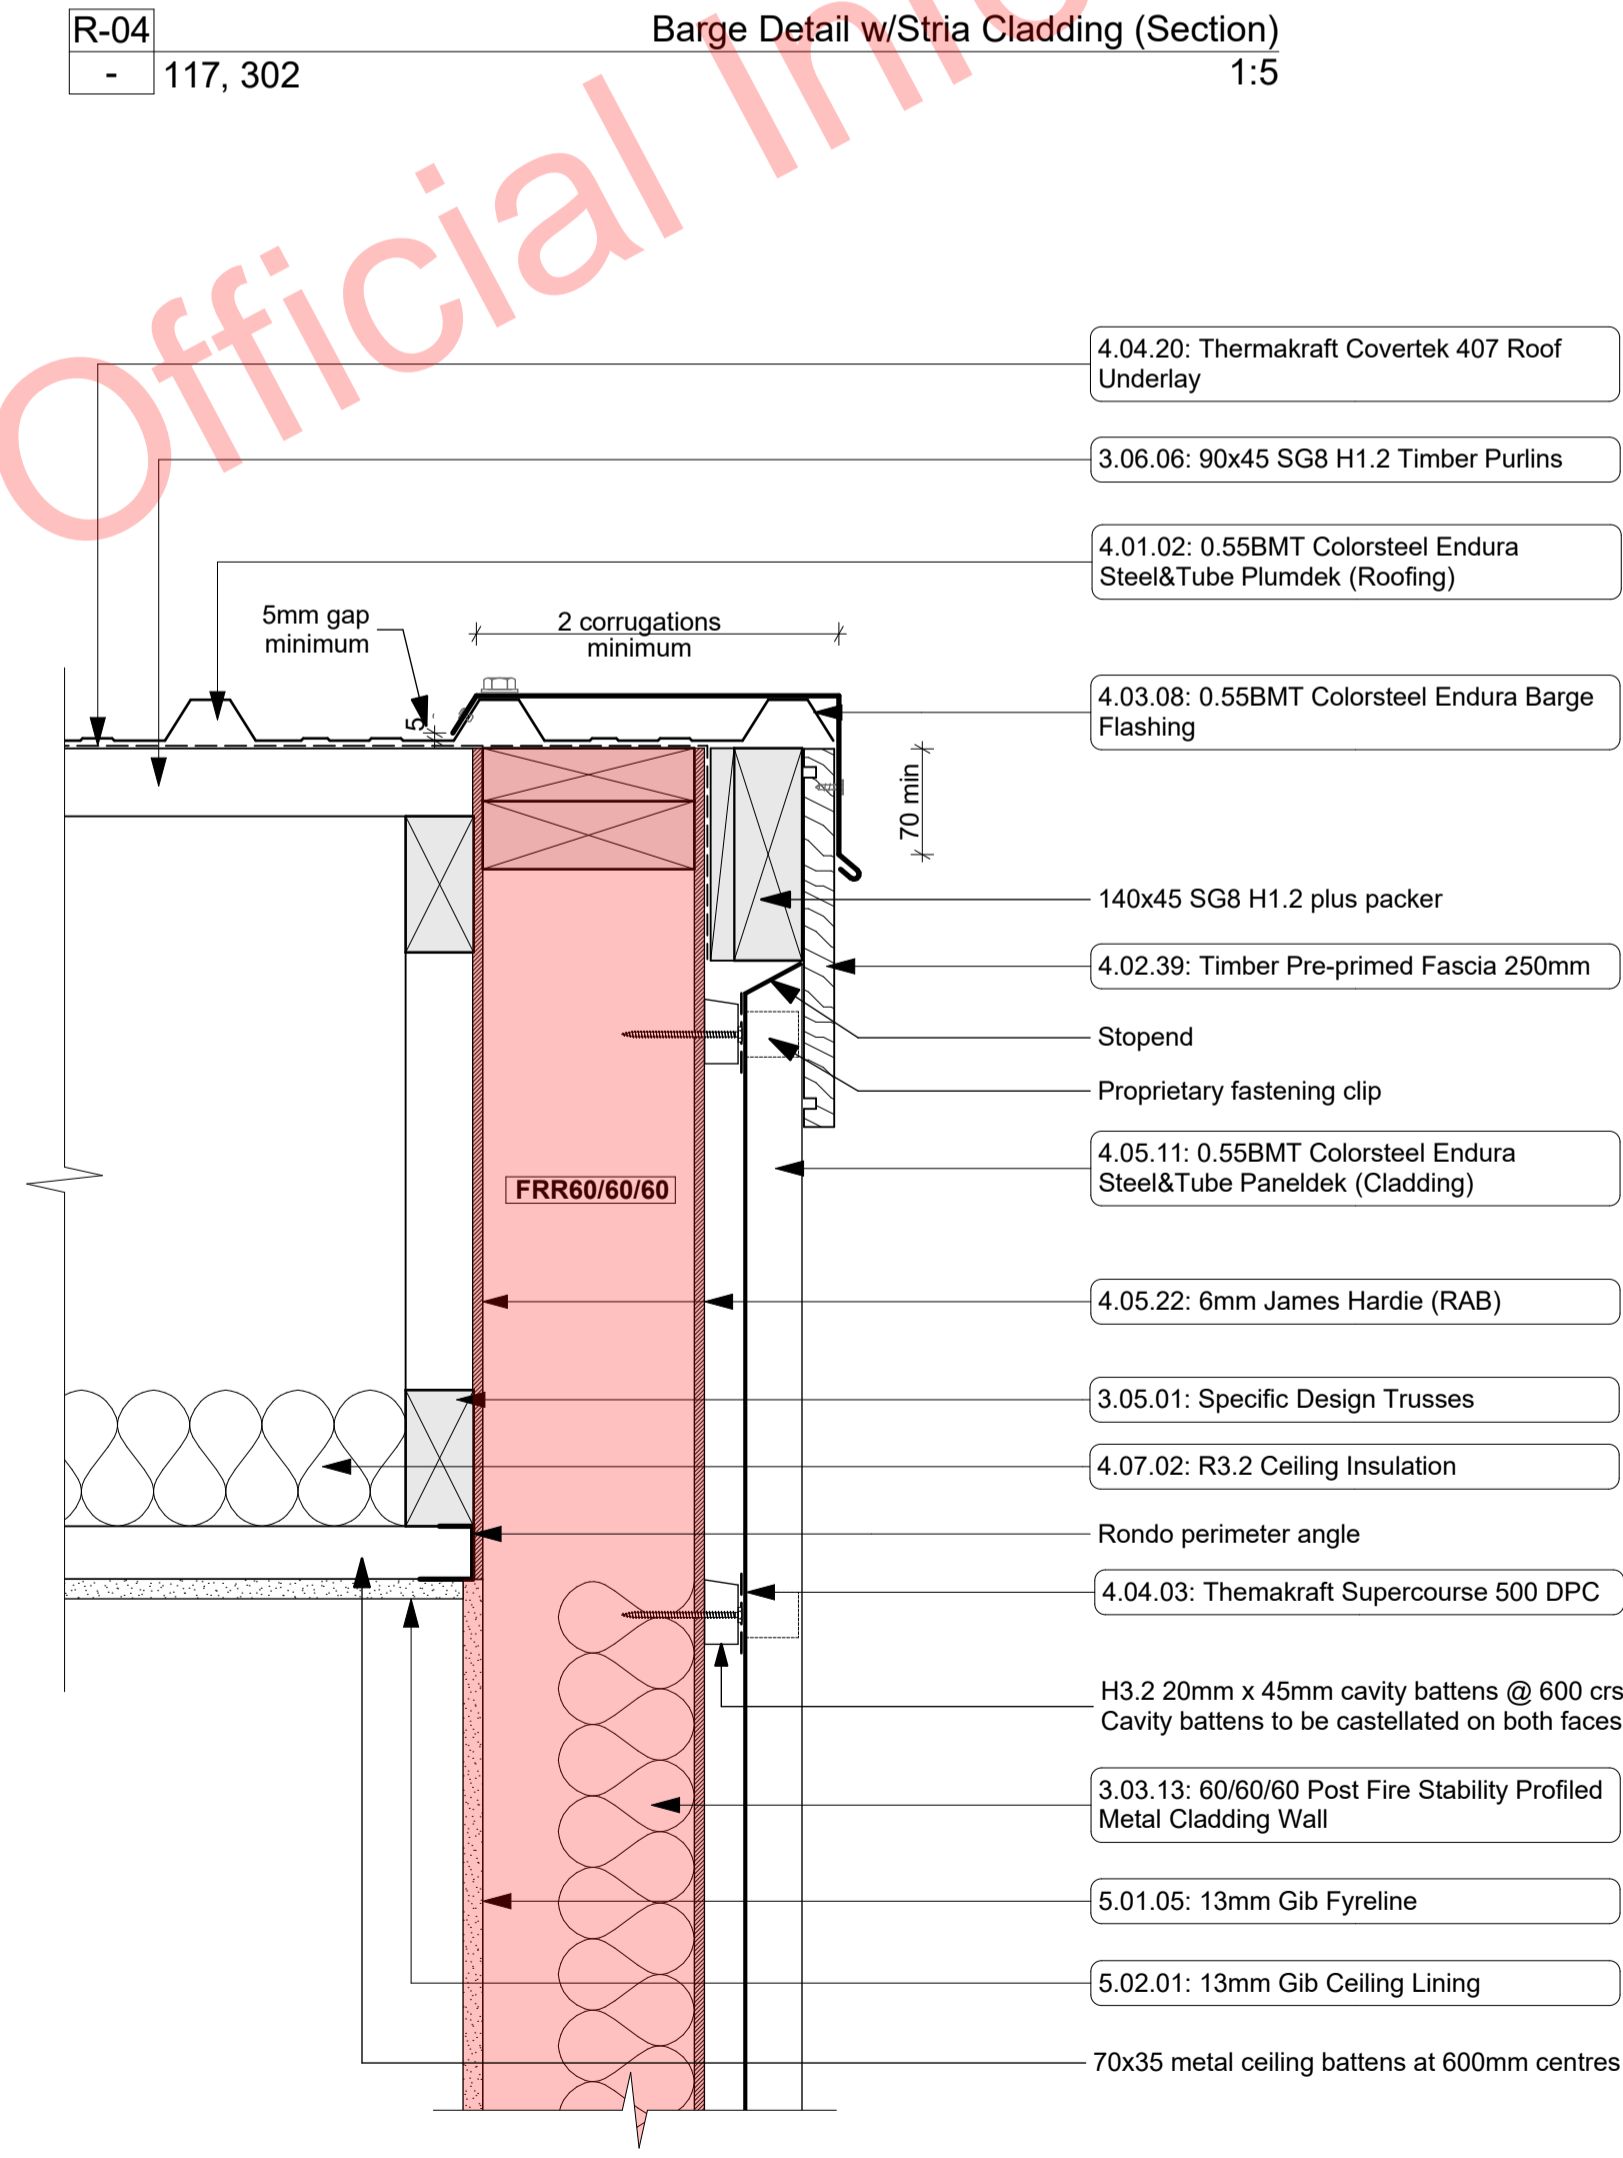 R-04
Barge Detail w/Stria Cladding (Section)
-
117, 302
1:5
Official
4.04.20: Thermakraft Covertek 407 Roof
Underlay
3.06.06: 90x45 SG8 H1.2 Timber Purlins
4.01.02: 0.55BMT Colorsteel Endura
Steel&Tube Plumdek (Roofing)
5mm gap
minimum
2 corrugations
minimum
4.03.08: 0.55BMT Colorsteel Endura Barge
Flashing
5
70 min
140x45 SG8 H1.2 plus packer
4.02.39: Timber Pre-primed Fascia 250mm
Stopend
Proprietary fastening clip
4.05.11: 0.55BMT Colorsteel Endura
Steel&Tube Paneldek (Cladding)
FRR60/60/60
4.05.22: 6mm James Hardie (RAB)
3.05.01: Specific Design Trusses
4.07.02: R3.2 Ceiling Insulation
Rondo perimeter angle
4.04.03: Themakraft Supercourse 500 DPC
H3.2 20mm x 45mm cavity battens @ 600 crs
Cavity battens to be castellated on both faces
3.03.13: 60/60/60 Post Fire Stability Profiled
Metal Cladding Wall
5.01.05: 13mm Gib Fyreline
5.02.01: 13mm Gib Ceiling Lining
70x35 metal ceiling battens at 600mm centres